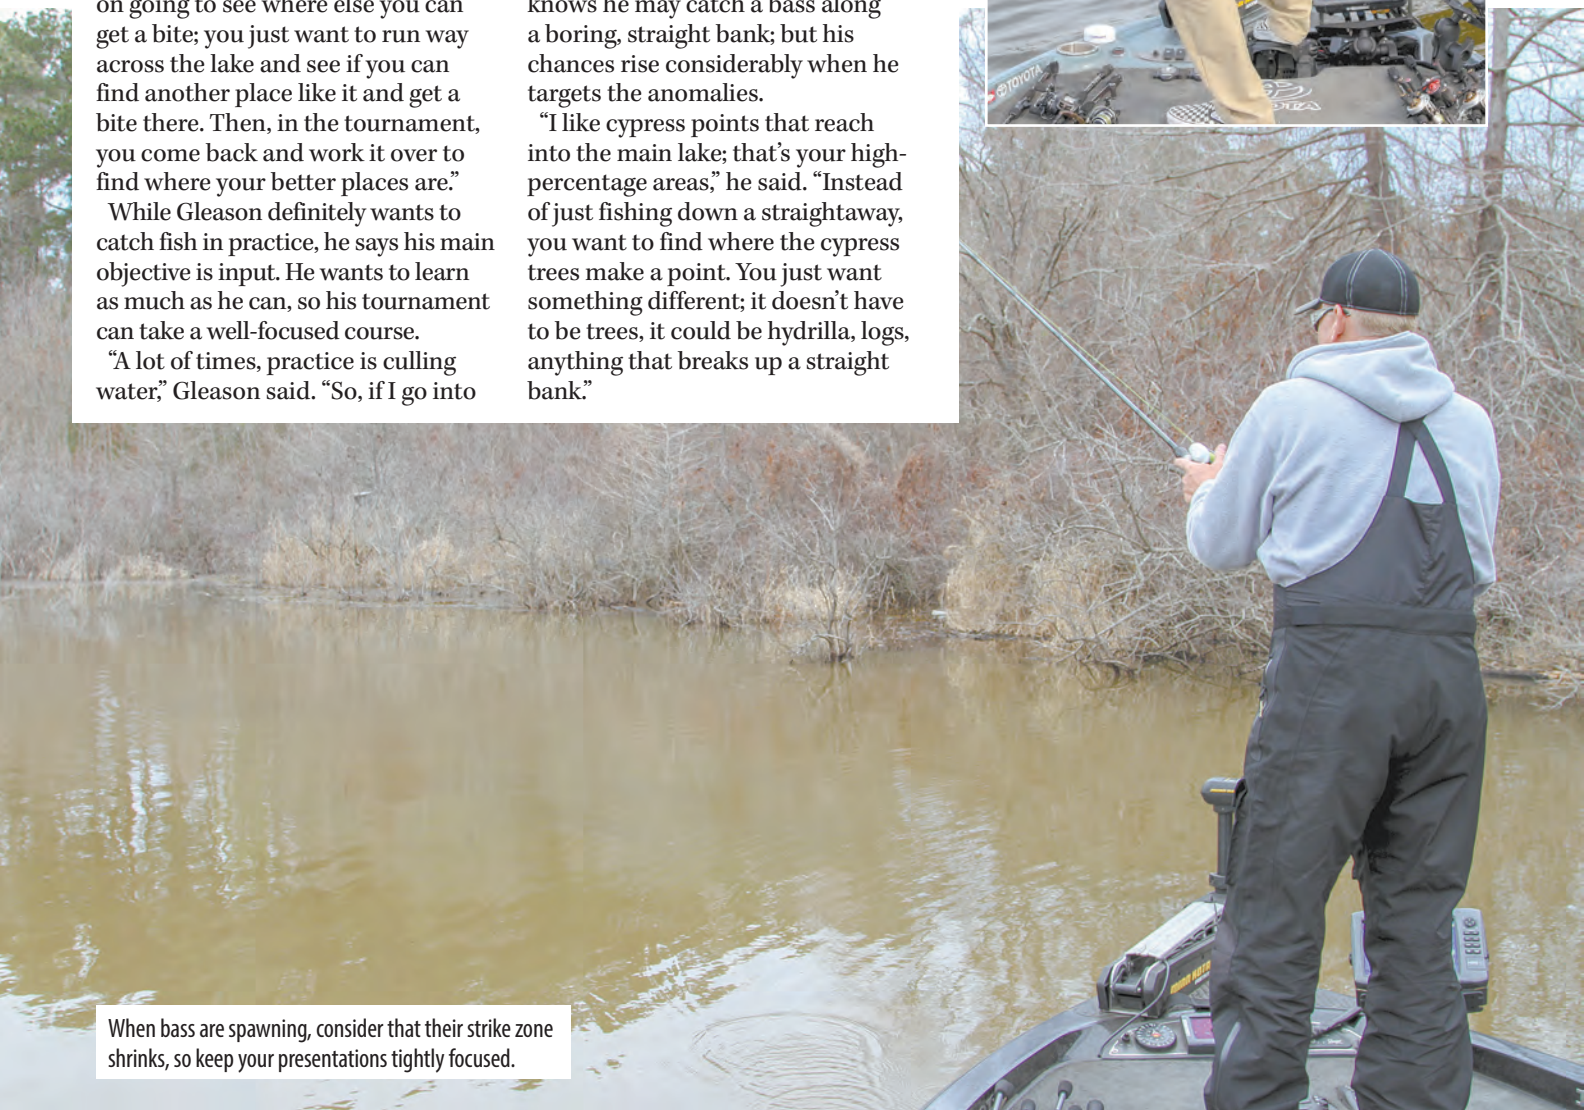 on going to see where else you can
get a bite; you just want to run way
across the lake and see if you can
find another place like it and get a
bite there. Then, in the tournament,
you come back and work it over to
find where your better places are.”
While Gleason definitely wants to
catch fish in practice, he says his main
objective is input. He wants to learn
as much as he can, so his tournament
can take a well-focused course.
“A lot of times, practice is culling
water,” Gleason said. “So, if I go into
knows he may catch a bass along
a boring, straight bank; but his
chances rise considerably when he
targets the anomalies.
“I like cypress points that reach
into the main lake; that’s your high-
percentage areas,” he said. “Instead
of just fishing down a straightaway,
you want to find where the cypress
trees make a point. You just want
something different; it doesn’t have
to be trees, it could be hydrilla, logs,
anything that breaks up a straight
bank.”
TOYOTA
MINN KOTA
When bass are spawning, consider that their strike zone
shrinks, so keep your presentations tightly focused.